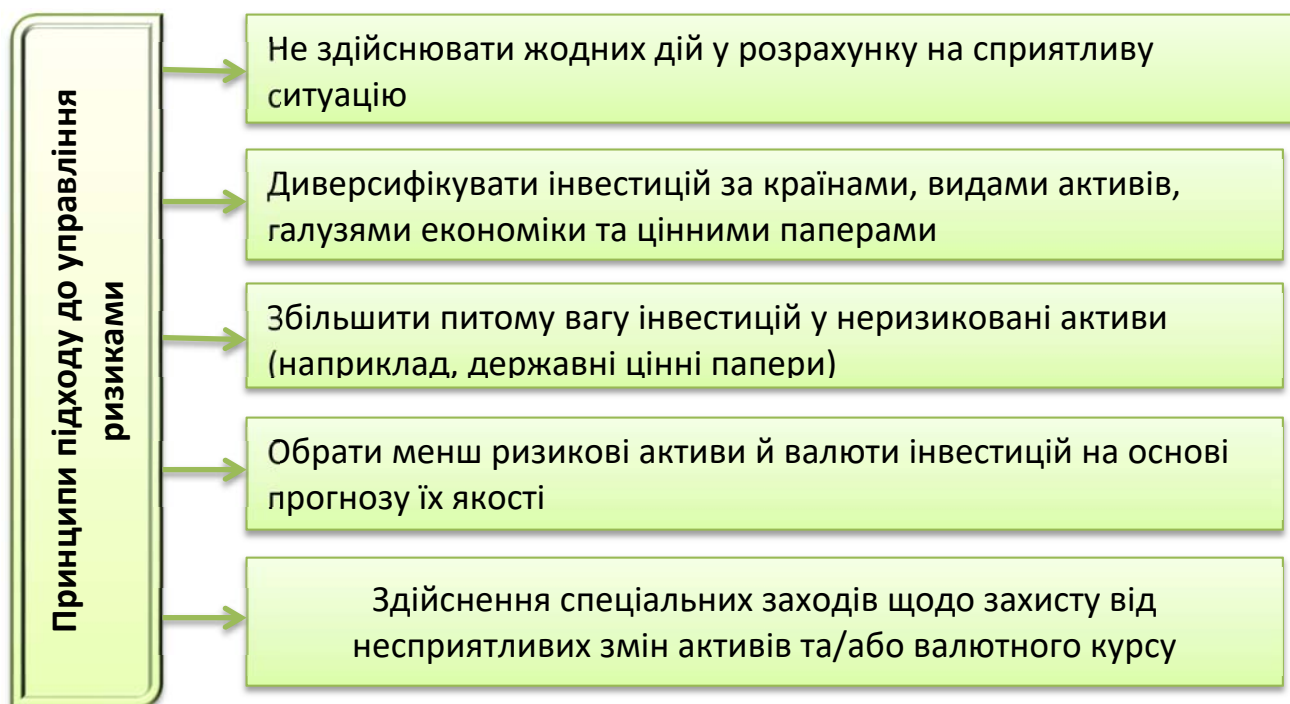 Принципи підходу до управління
ризиками
Не здійснювати жодних дій у розрахунку на сприятливу
ситуацію
Диверсифікувати інвестицій за країнами, видами активів,
галузями економіки та цінними паперами
Збільшити питому вагу інвестицій у неризиковані активи
(наприклад, державні цінні папери)
Обрати менш ризикові активи й валюти інвестицій на основі
прогнозу їх якості
Здійснення спеціальних заходів щодо захисту від
несприятливих змін активів та/або валютного курсу